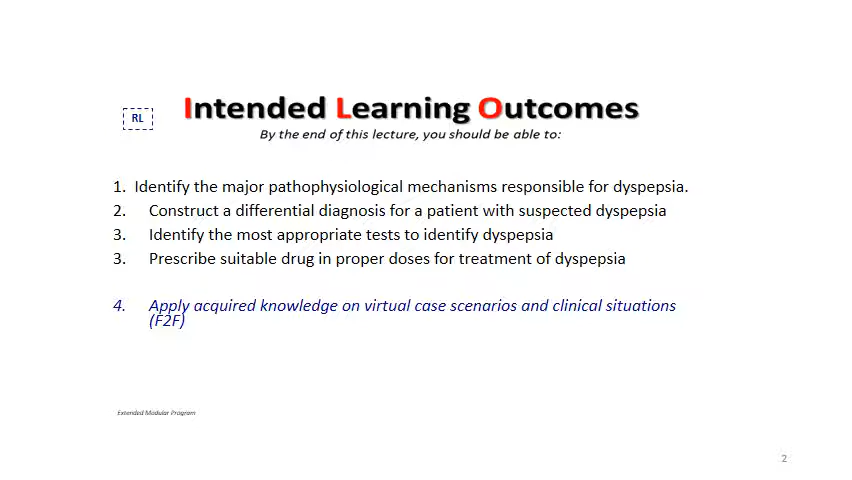 RL
Intended Learning Outcomes
By the end of this lecture, you should be able to:
1. Identify the major pathophysiological mechanisms responsible for dyspepsia.
2. Construct a differential diagnosis for a patient with suspected dyspepsia
3. Identify the most appropriate tests to identify dyspepsia
3. Prescribe suitable drug in proper doses for treatment of dyspepsia
4. Apply acquired knowledge on virtual case scenarios and clinical situations
(F2F)
Extended Modular Program
2